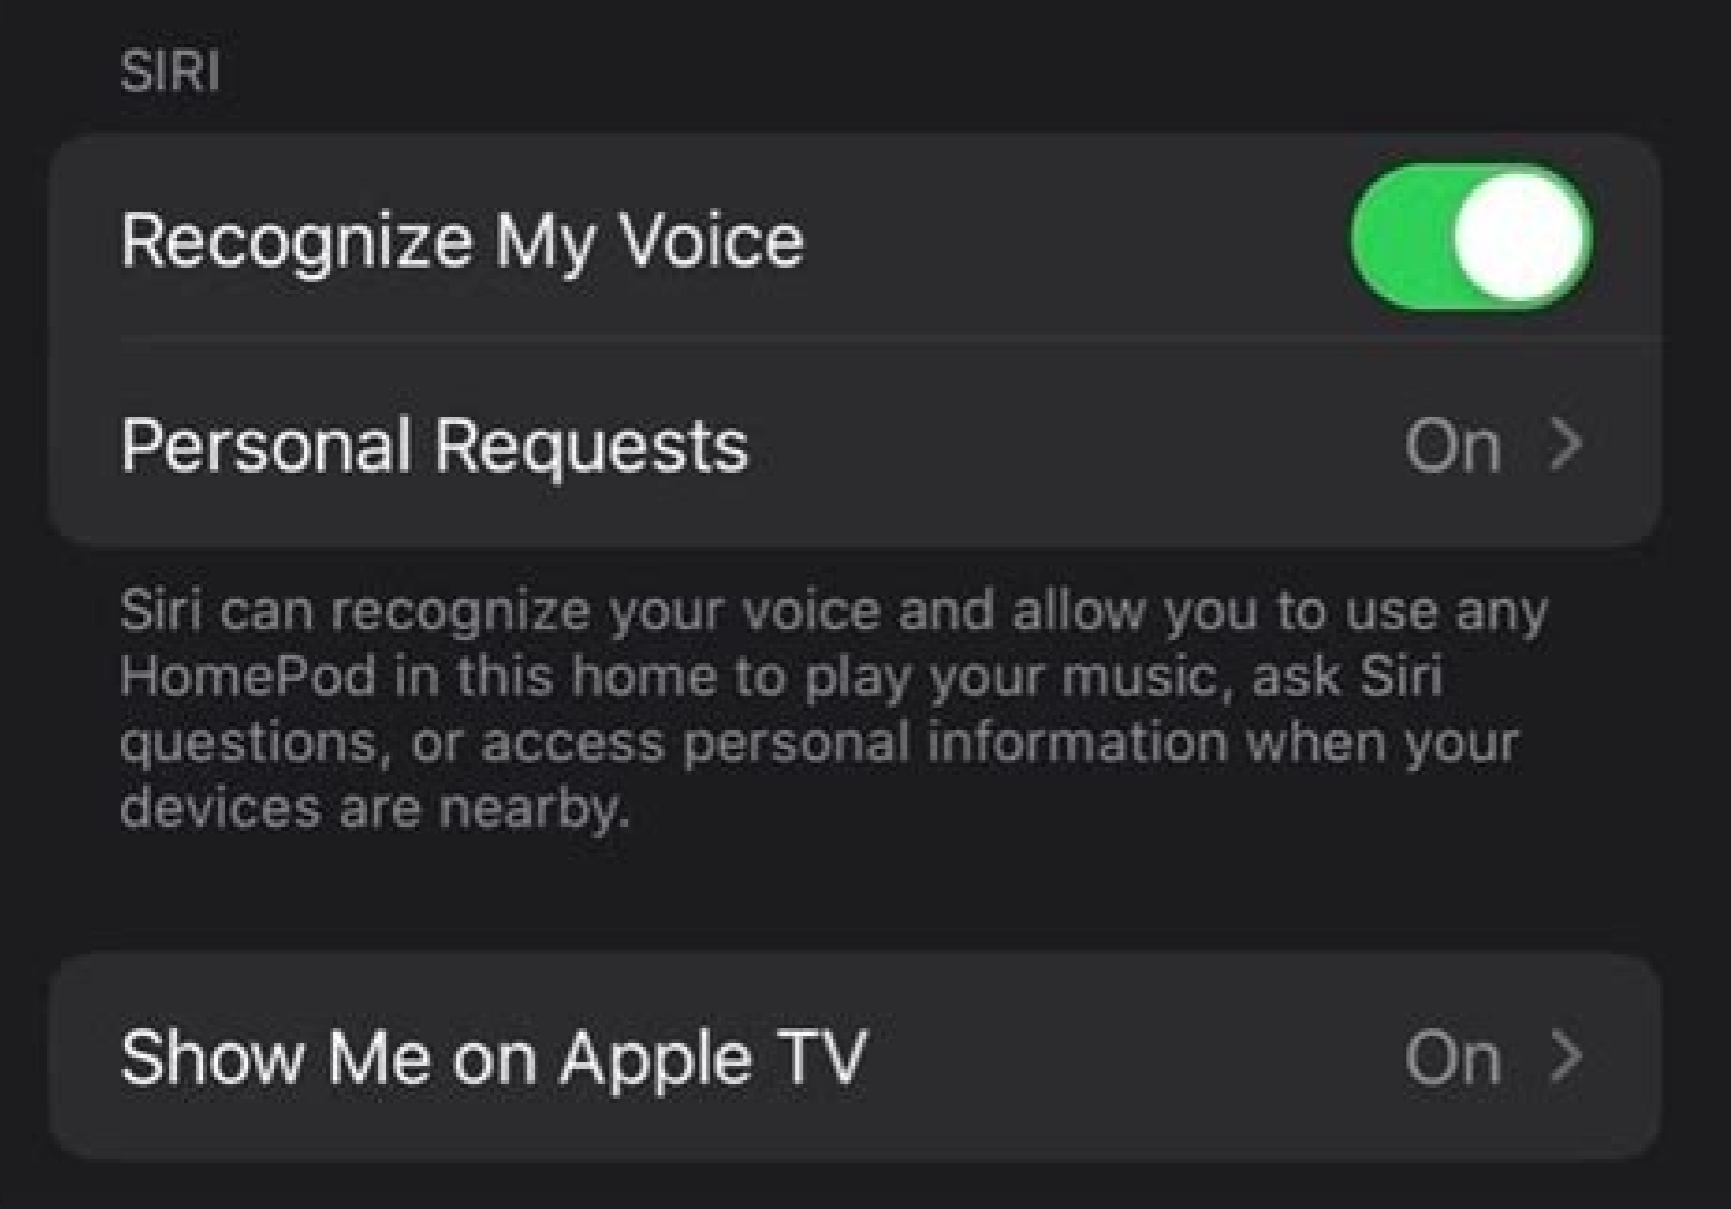 SIRI
Recognize My Voice
Personal Requests On
Siri can recognize your voice and allow you to use any
HomePod in this home to play your music, ask Siri
questions, or access personal information when your
devices are nearby.
Show Me on Apple TV On